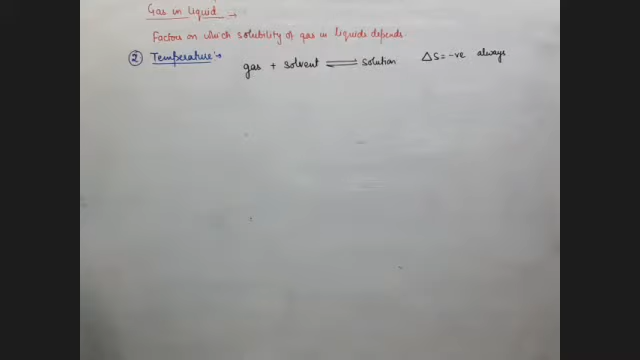 Gas in liquid :→
Factors on which solubility of gas in liquids depends
② Temperature :→ gas + solvent ⇌ solution ΔS = -ve always